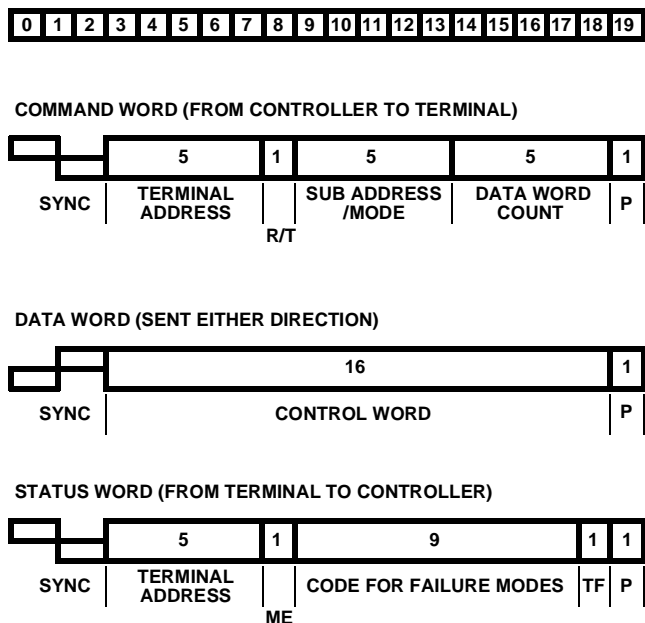 0 1 2 3 4 5 6 7 8 9 10 11 12 13 14 15 16 17 18 19
COMMAND WORD (FROM CONTROLLER TO TERMINAL)
5 1 5 5 1
SYNC TERMINAL ADDRESS R/T SUB ADDRESS /MODE DATA WORD COUNT P
DATA WORD (SENT EITHER DIRECTION)
16 1
SYNC CONTROL WORD P
STATUS WORD (FROM TERMINAL TO CONTROLLER)
5 1 9 1 1
SYNC TERMINAL ADDRESS ME CODE FOR FAILURE MODES TF P